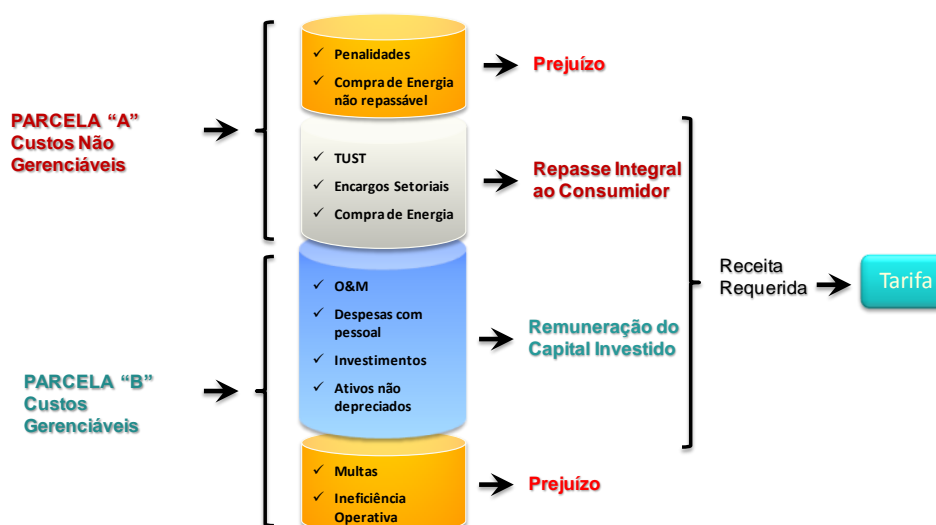 PARCELA “A”
Custos Não
Gerenciáveis
✓ Penalidades
✓ Compra de Energia
não repassável
Prejuízo
✓ TUST
✓ Encargos Setoriais
✓ Compra de Energia
Repasse Integral
ao Consumidor
PARCELA “B”
Custos
Gerenciáveis
✓ O&M
✓ Despesas com
pessoal
✓ Investimentos
✓ Ativos não
depreciados
Remuneração do
Capital Investido
✓ Multas
✓ Ineficiência
Operativa
Prejuízo
Receita
Requerida
Tarifa